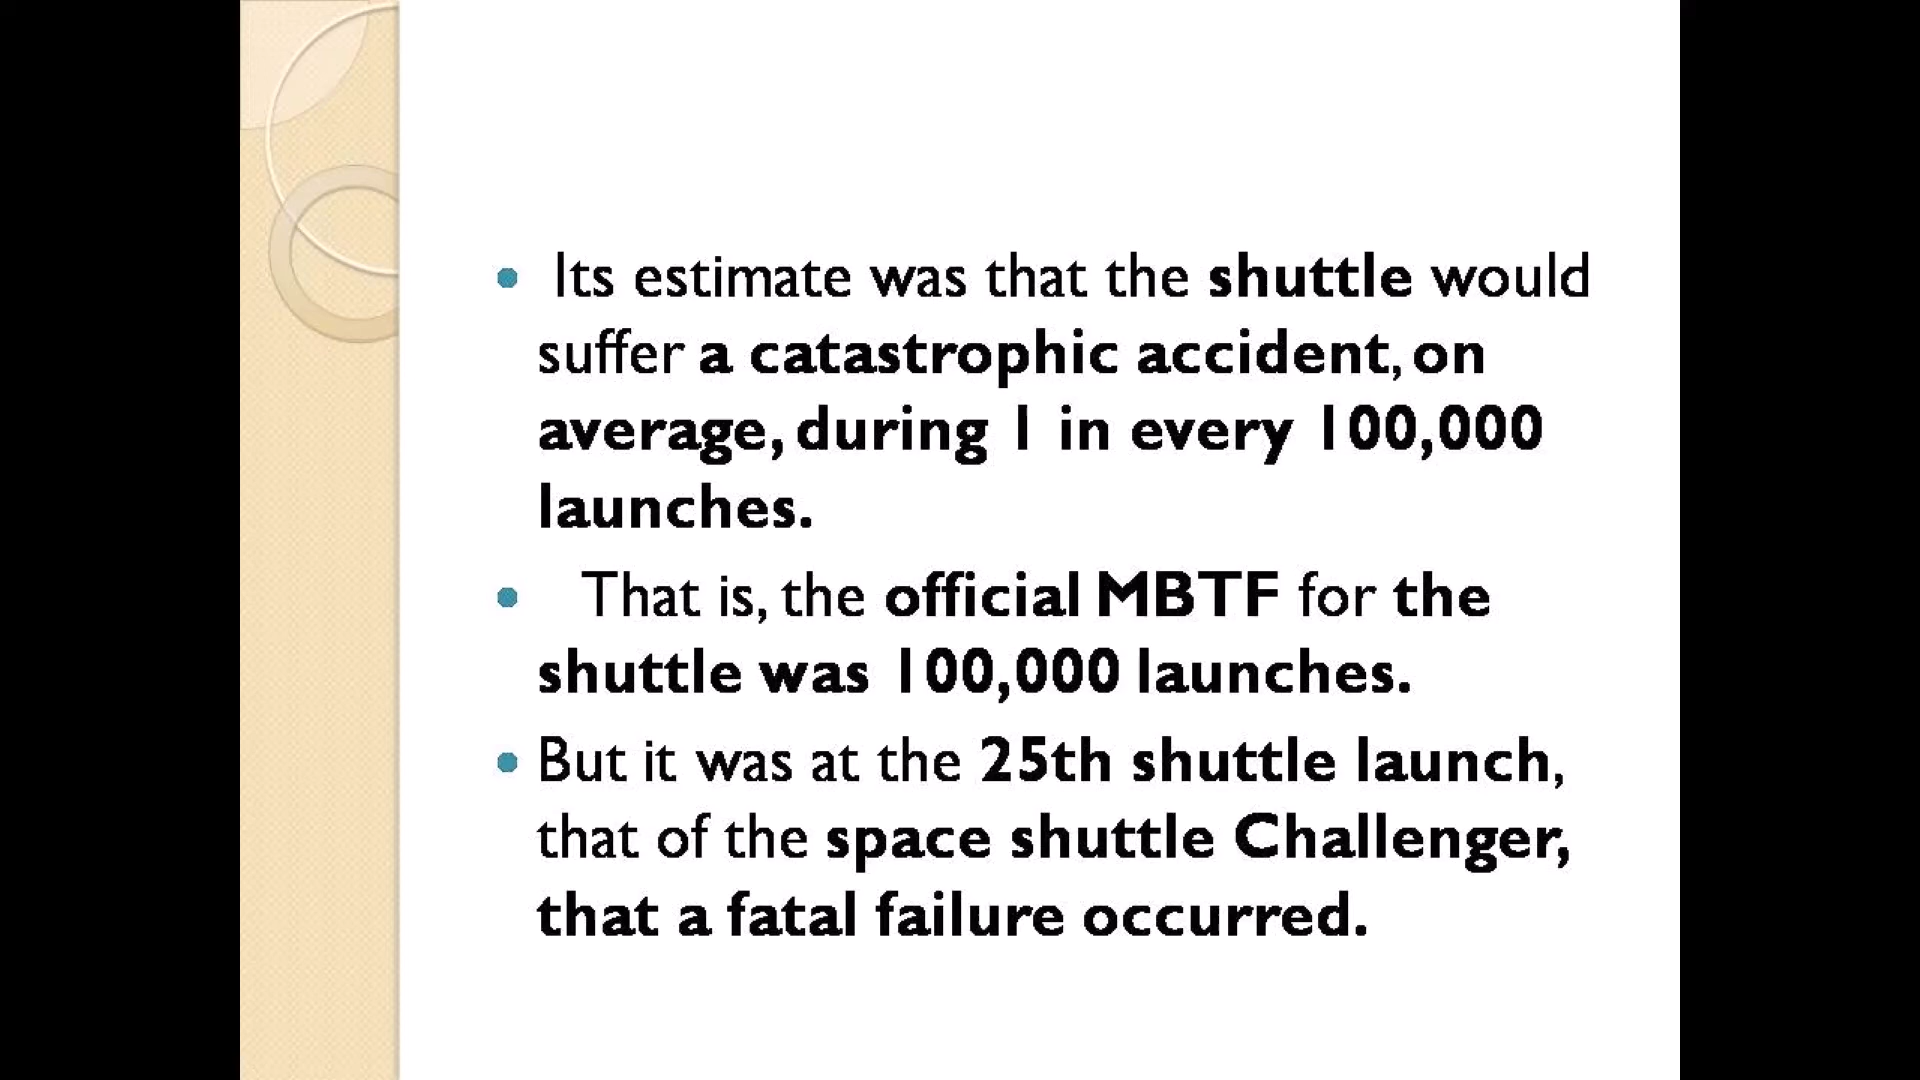 • Its estimate was that the shuttle would
suffer a catastrophic accident, on
average, during 1 in every 100,000
launches.
• That is, the official MBTF for the
shuttle was 100,000 launches.
• But it was at the 25th shuttle launch,
that of the space shuttle Challenger,
that a fatal failure occurred.